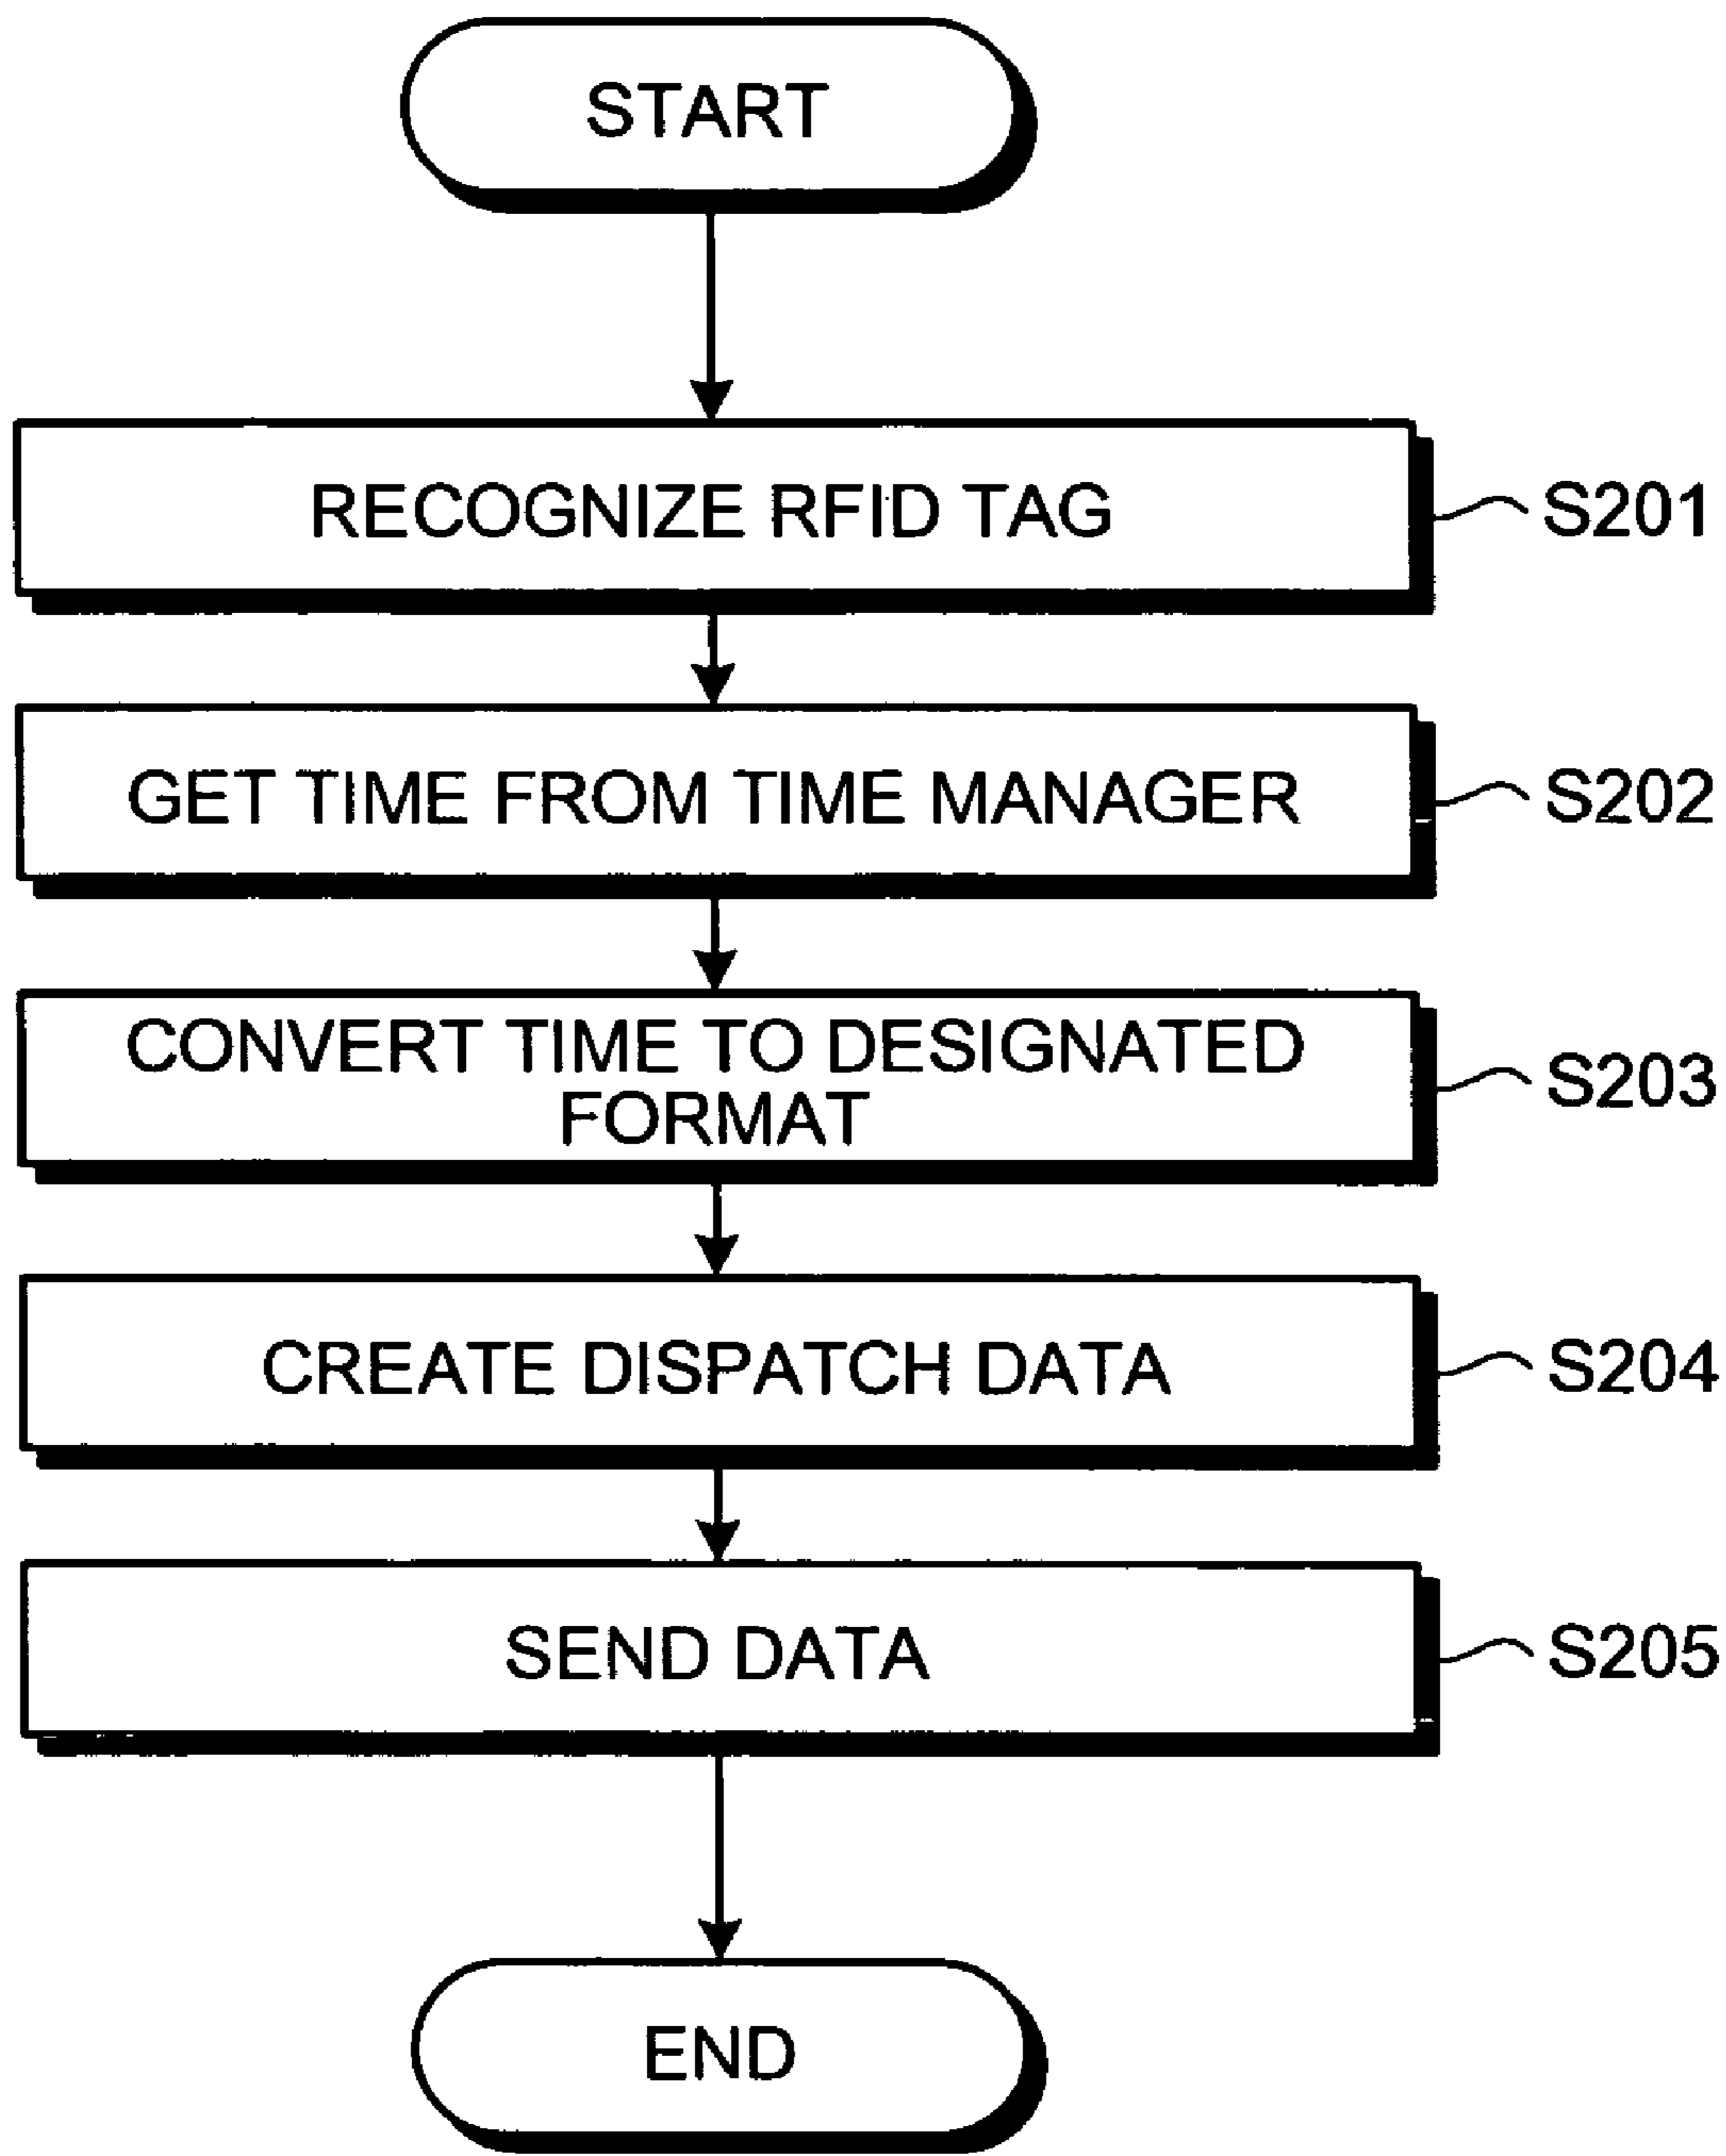 START
RECOGNIZE RFID TAG
S201
GET TIME FROM TIME MANAGER
S202
CONVERT TIME TO DESIGNATED
FORMAT
S203
CREATE DISPATCH DATA
S204
SEND DATA
S205
END